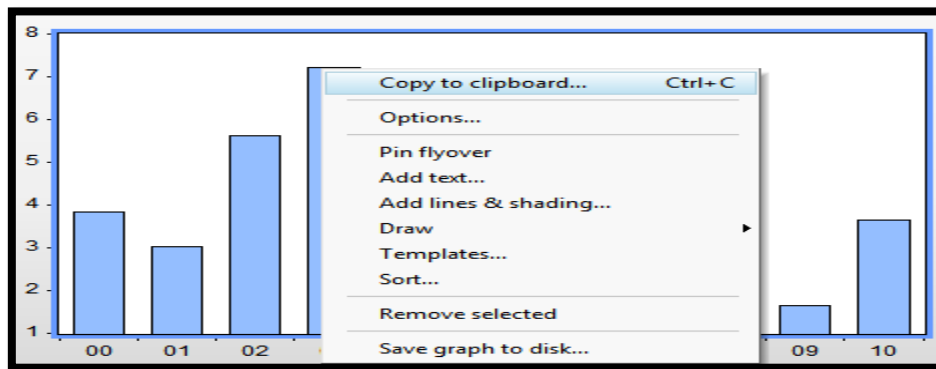 8
7
6
5
4
3
2
1
00 01 02 09 10
Copy to clipboard... Ctrl+C
Options...
Pin flyover
Add text...
Add lines & shading...
Draw
Templates...
Sort...
Remove selected
Save graph to disk...